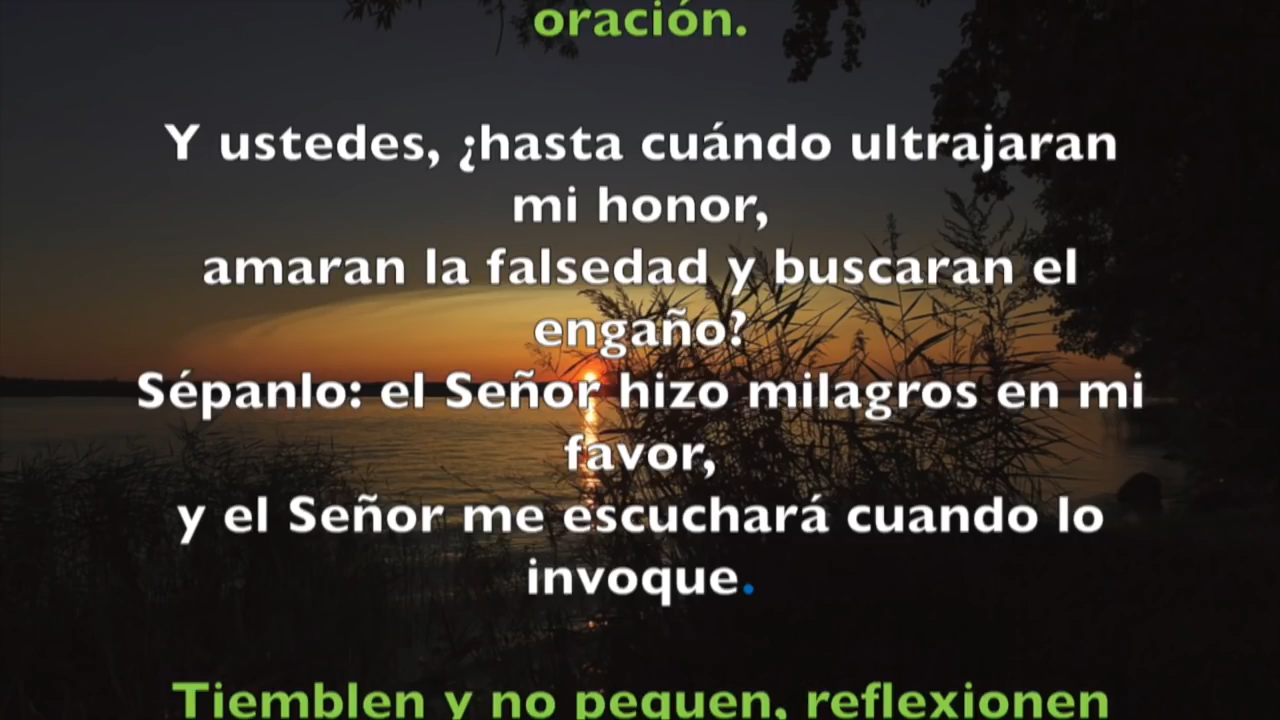 oración.
Y ustedes, ¿hasta cuándo ultrajaran
mi honor,
amaran la falsedad y buscaran el
engaño?
Sépanlo: el Señor hizo milagros en mi
favor,
y el Señor me escuchará cuando lo
invoque.
Tiemblen y no pequen, reflexionen